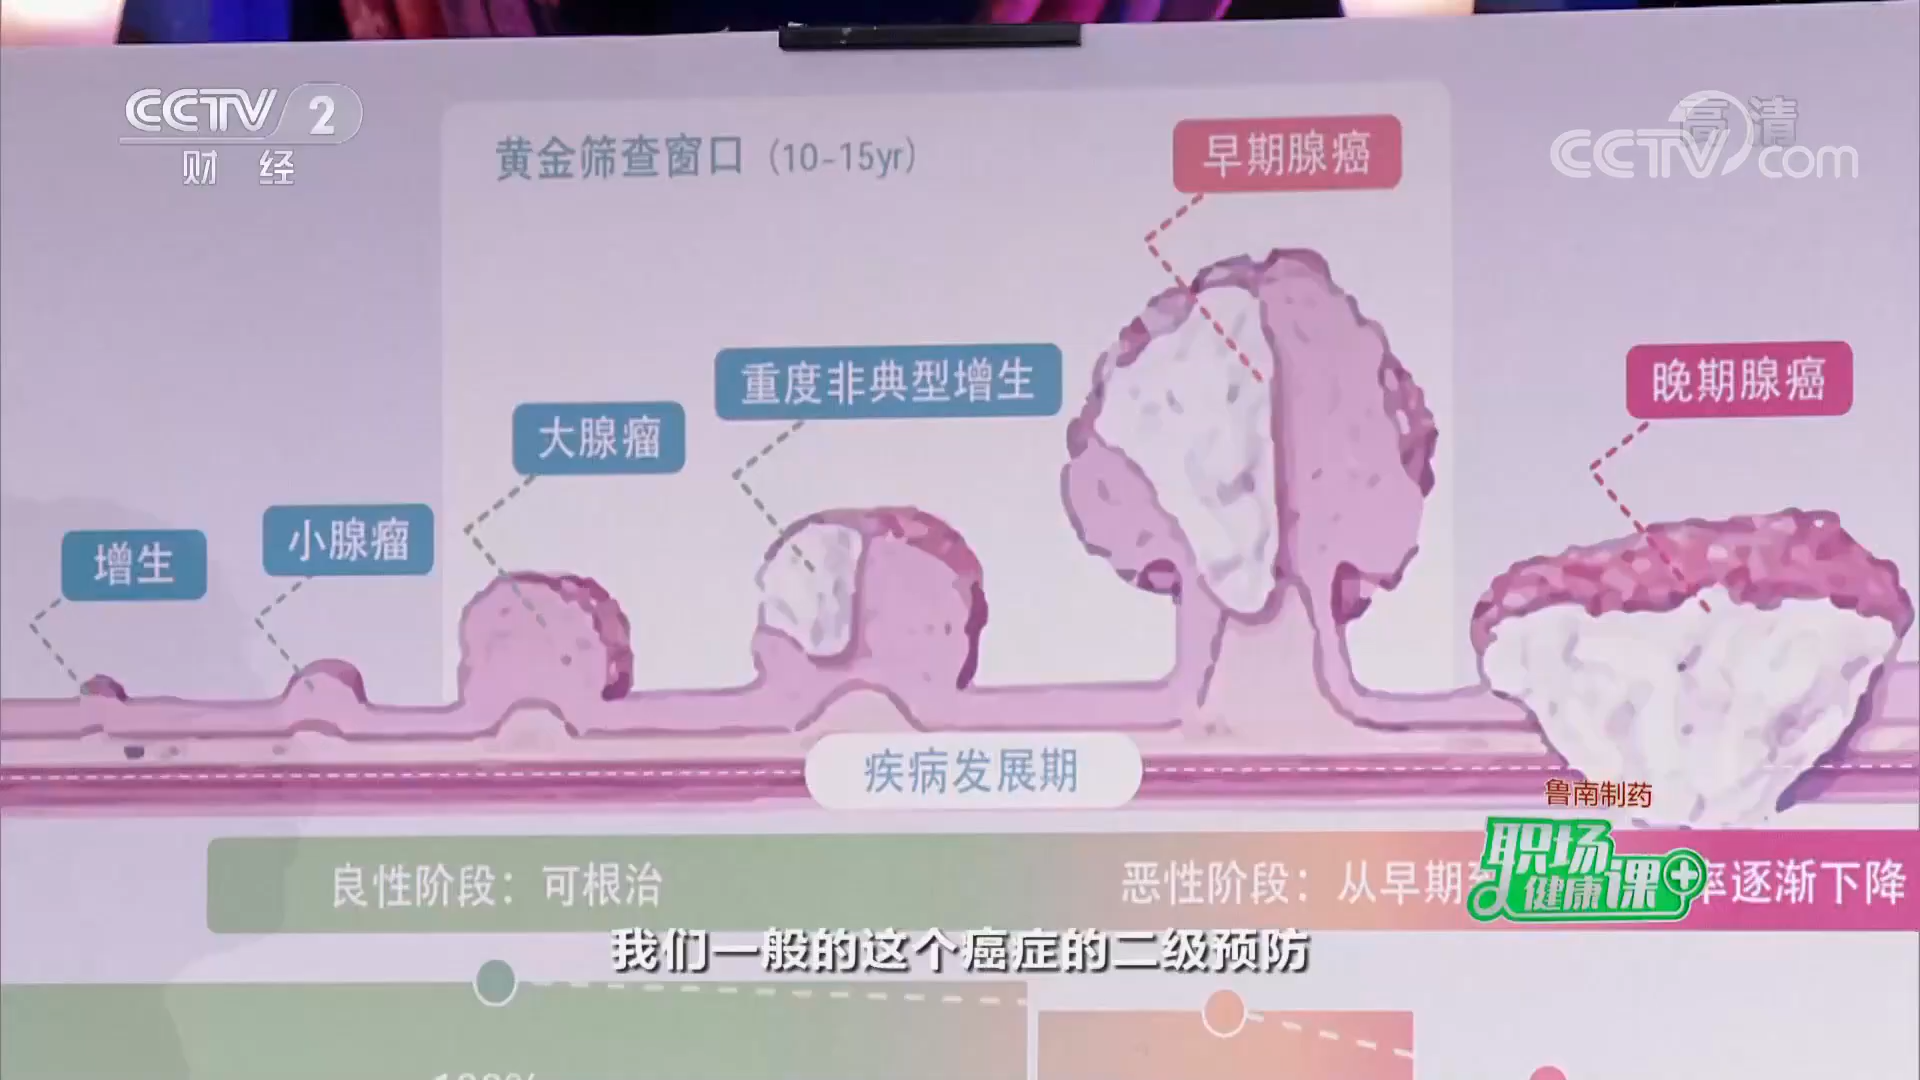 CCTV 2
财 经
高清
CCTV.com
黄金筛查窗口 (10-15yr)
早期腺癌
重度非典型增生
晚期腺癌
大腺瘤
小腺瘤
增生
疾病发展期
鲁南制药
职场
健康课+
良性阶段：可根治
恶性阶段：从早期
率逐渐下降
我们一般的这个癌症的二级预防